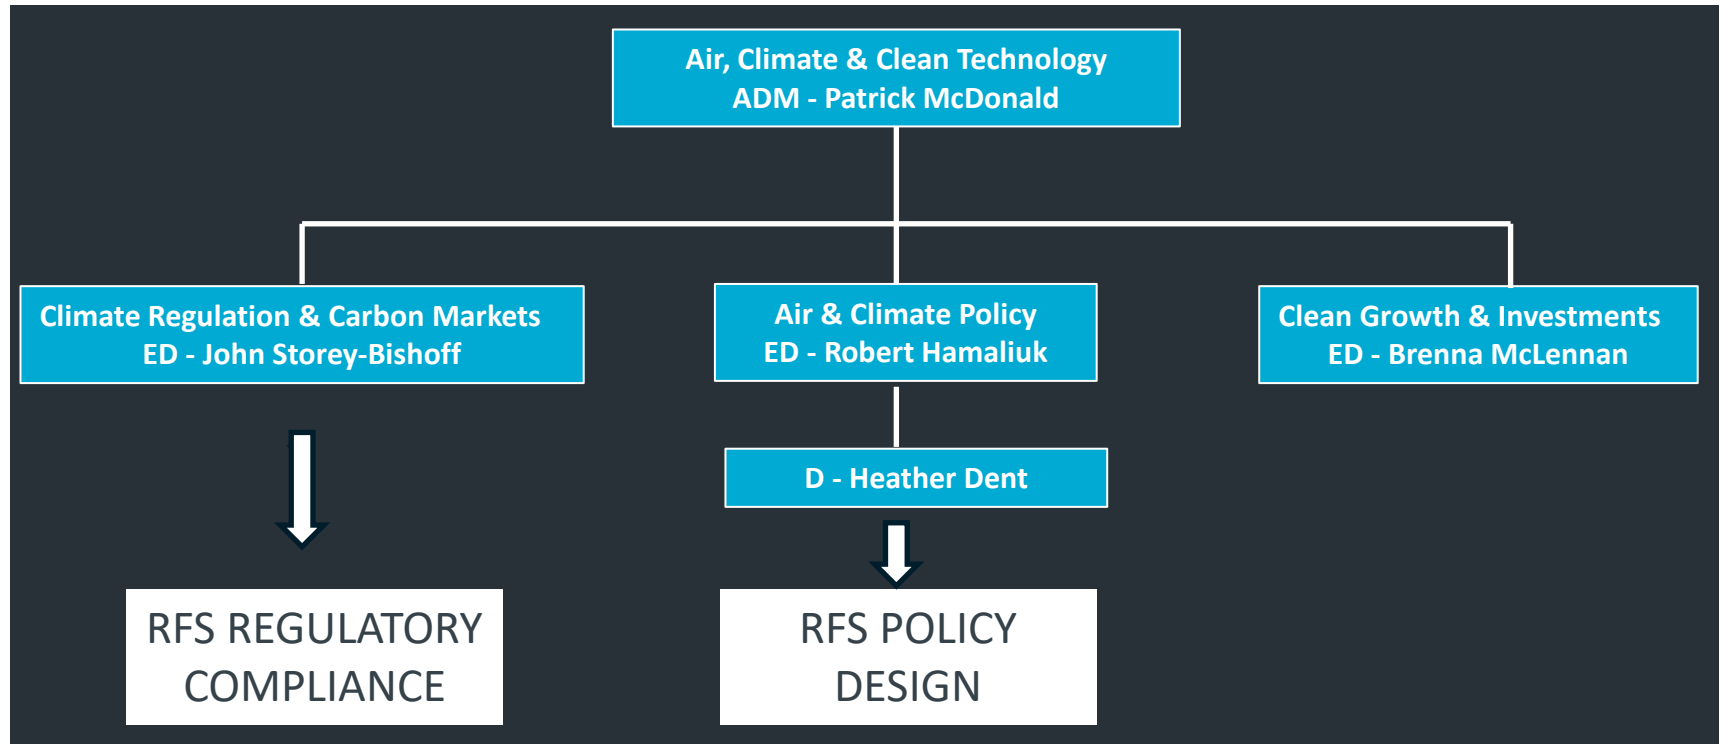 Air, Climate & Clean Technology
ADM - Patrick McDonald
Climate Regulation & Carbon Markets
ED - John Storey-Bishoff
Air & Climate Policy
ED - Robert Hamaliuk
Clean Growth & Investments
ED - Brenna McLennan
D - Heather Dent
RFS REGULATORY
COMPLIANCE
RFS POLICY
DESIGN